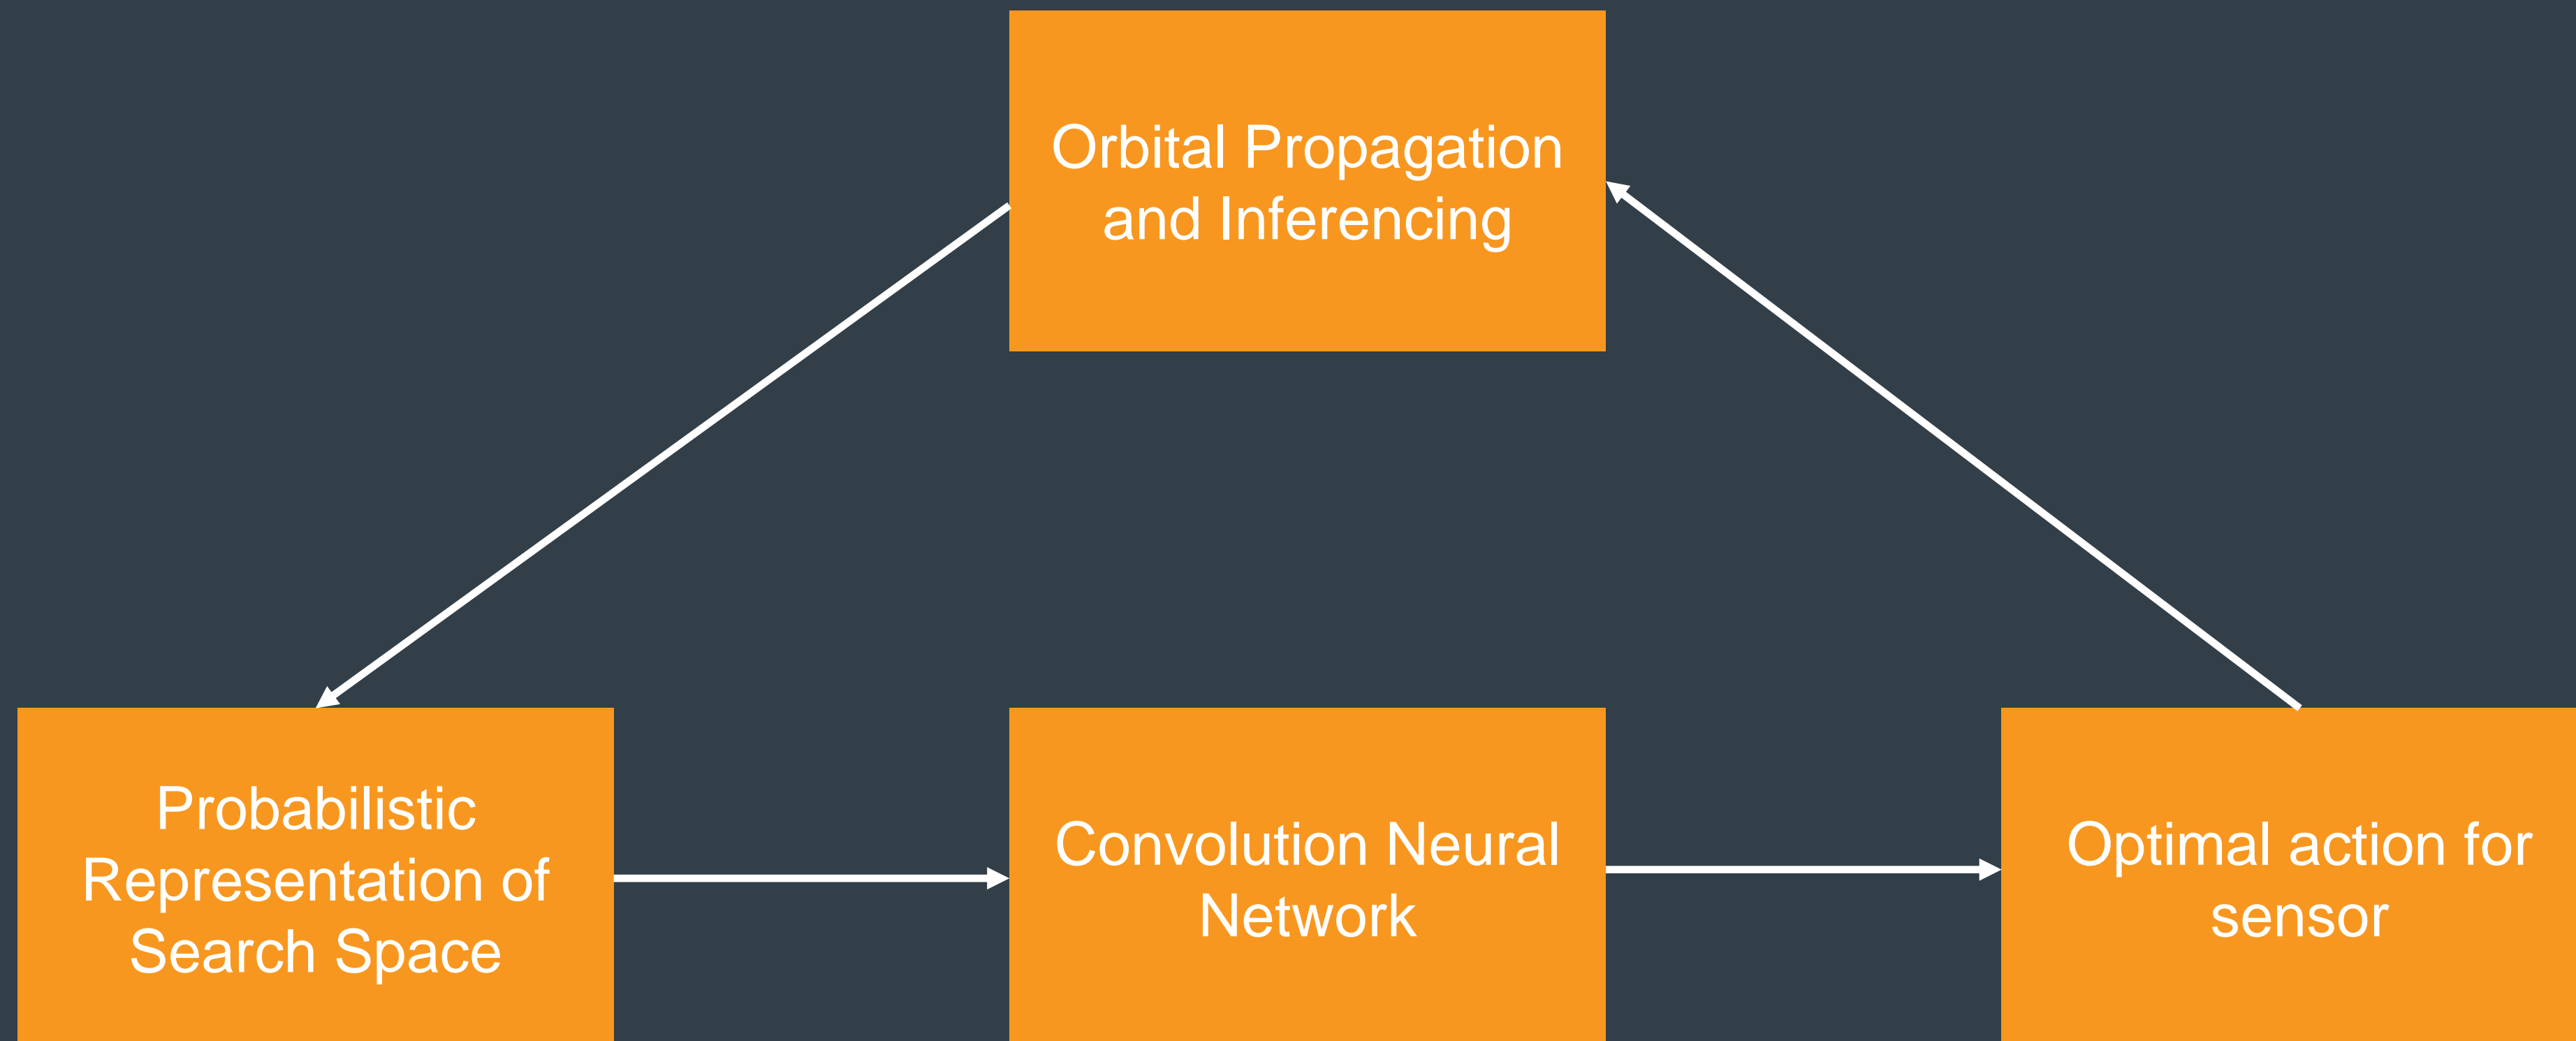 Orbital Propagation
and Inferencing
Probabilistic
Representation of
Search Space
Convolution Neural
Network
Optimal action for
sensor